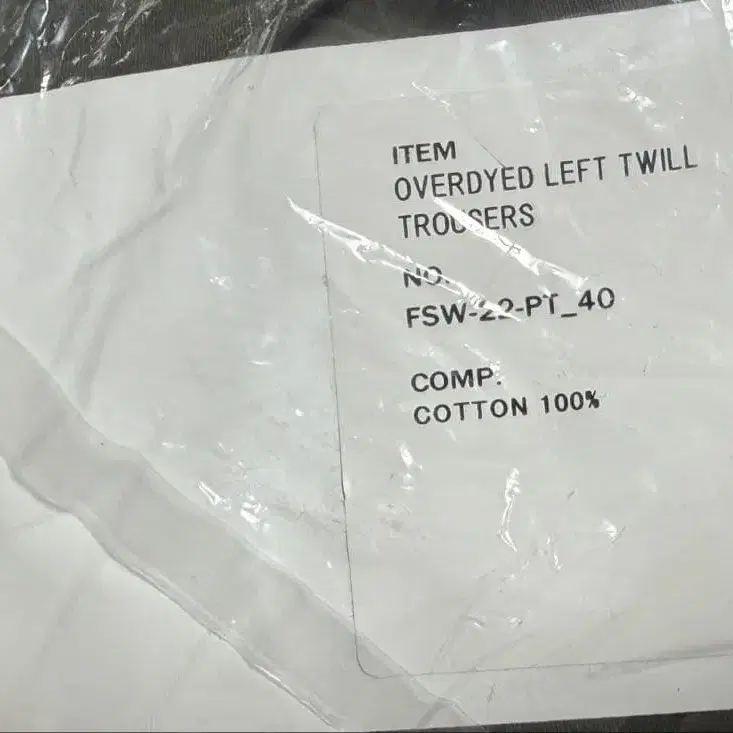 ITEM
OVERDYED LEFT TWILL
TROUSERS
NO.
FSW-22-PT_40
COMP.
COTTON 100%